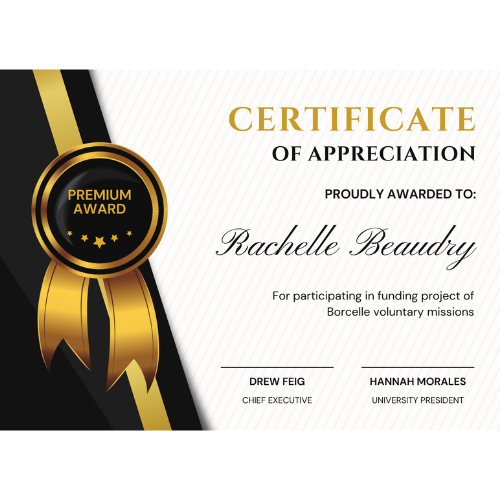 PREMIUM
AWARD
CERTIFICATE
OF APPRECIATION
PROUDLY AWARDED TO:
Rachelle Beaudry
For participating in funding project of
Borcelle voluntary missions
DREW FEIG
CHIEF EXECUTIVE
HANNAH MORALES
UNIVERSITY PRESIDENT